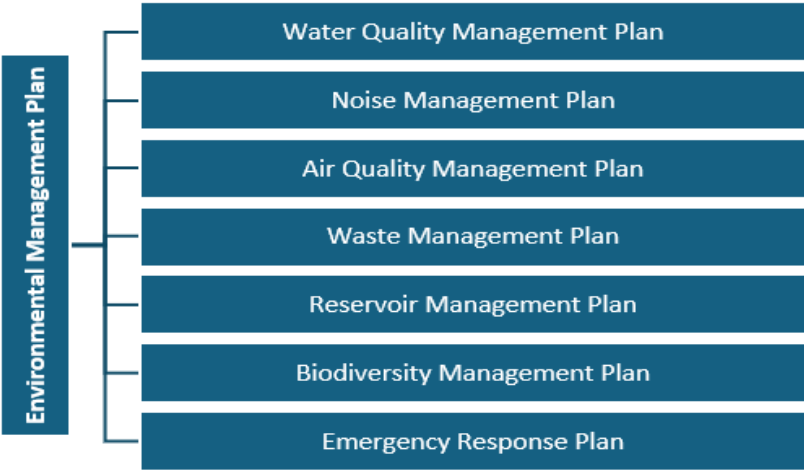 Environmental Management Plan
Water Quality Management Plan
Noise Management Plan
Air Quality Management Plan
Waste Management Plan
Reservoir Management Plan
Biodiversity Management Plan
Emergency Response Plan